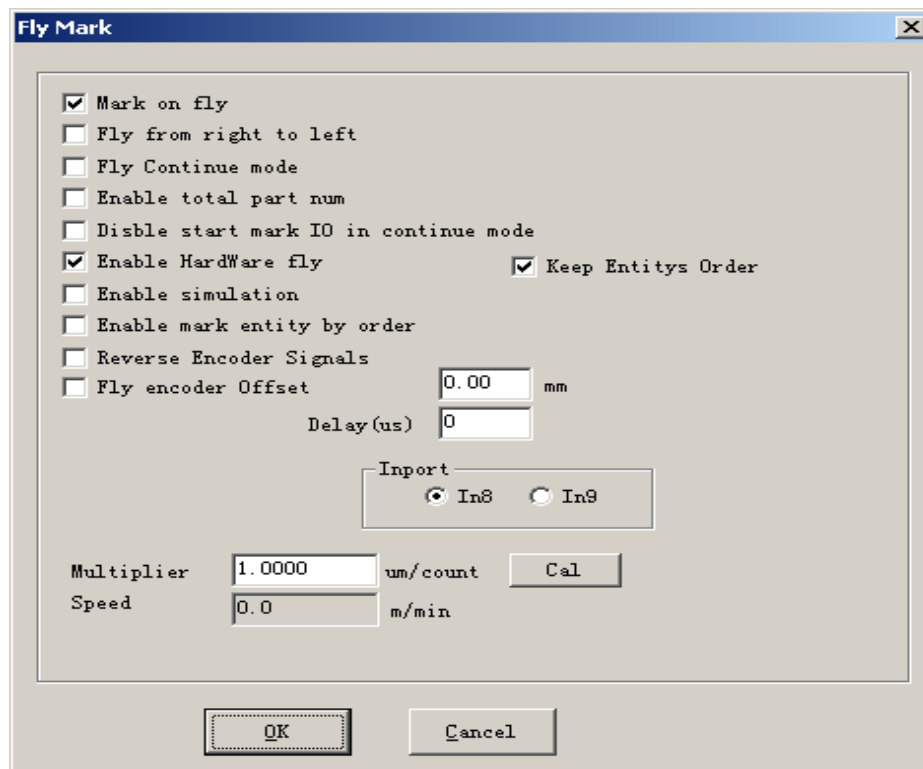 Fly Mark
Mark on fly
Fly from right to left
Fly Continue mode
Enable total part num
Disble start mark IO in continue mode
Enable HardWare fly
Keep Entitys Order
Enable simulation
Enable mark entity by order
Reverse Encoder Signals
Fly encoder Offset 0.00 mm
Delay(us) 0
Inport
In8 In9
Multiplier 1.0000 um/count Cal
Speed 0.0 m/min
OK Cancel